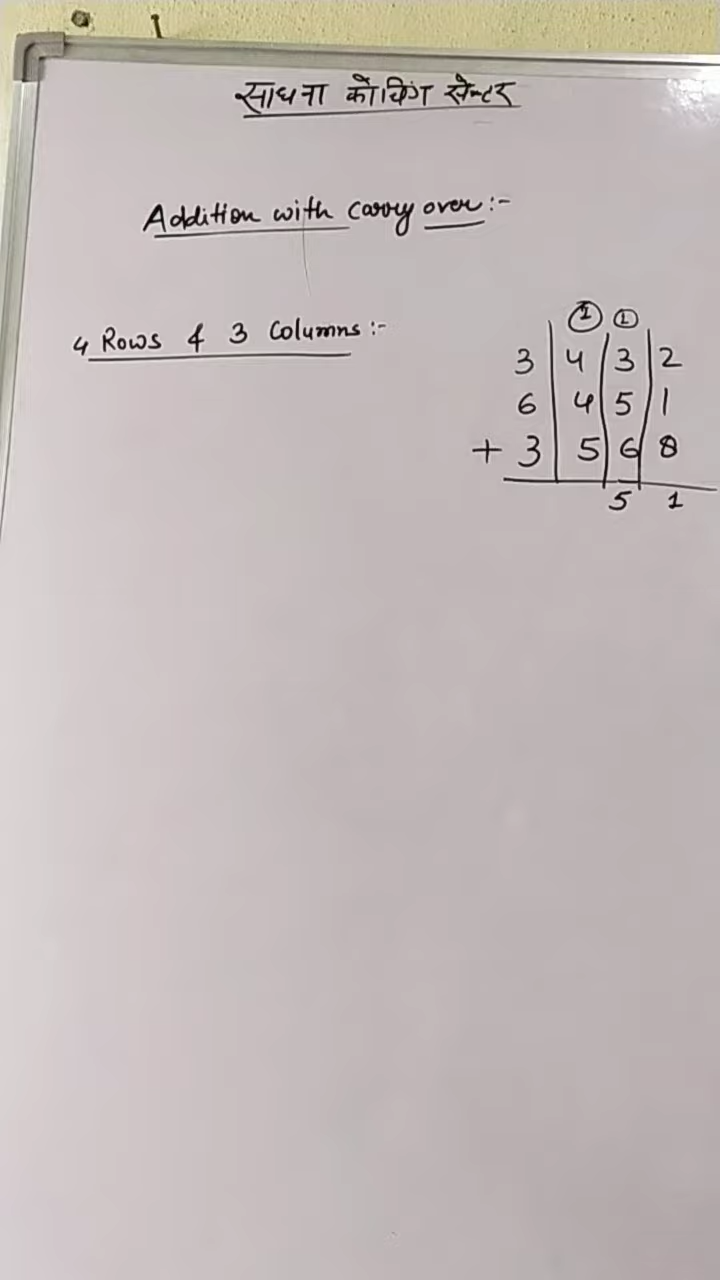 साधना कोचिंग सेन्टर
Addition with carry over:-
4 Rows & 3 Columns:-
1 1
3 4 3 2
6 4 5 1
+ 3 5 6 8
5 1